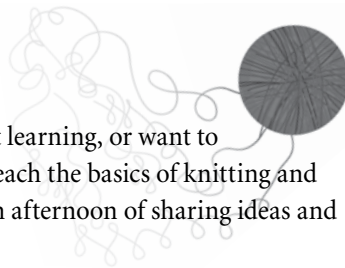 learning, or want to
each the basics of knitting and
afternoon of sharing ideas and